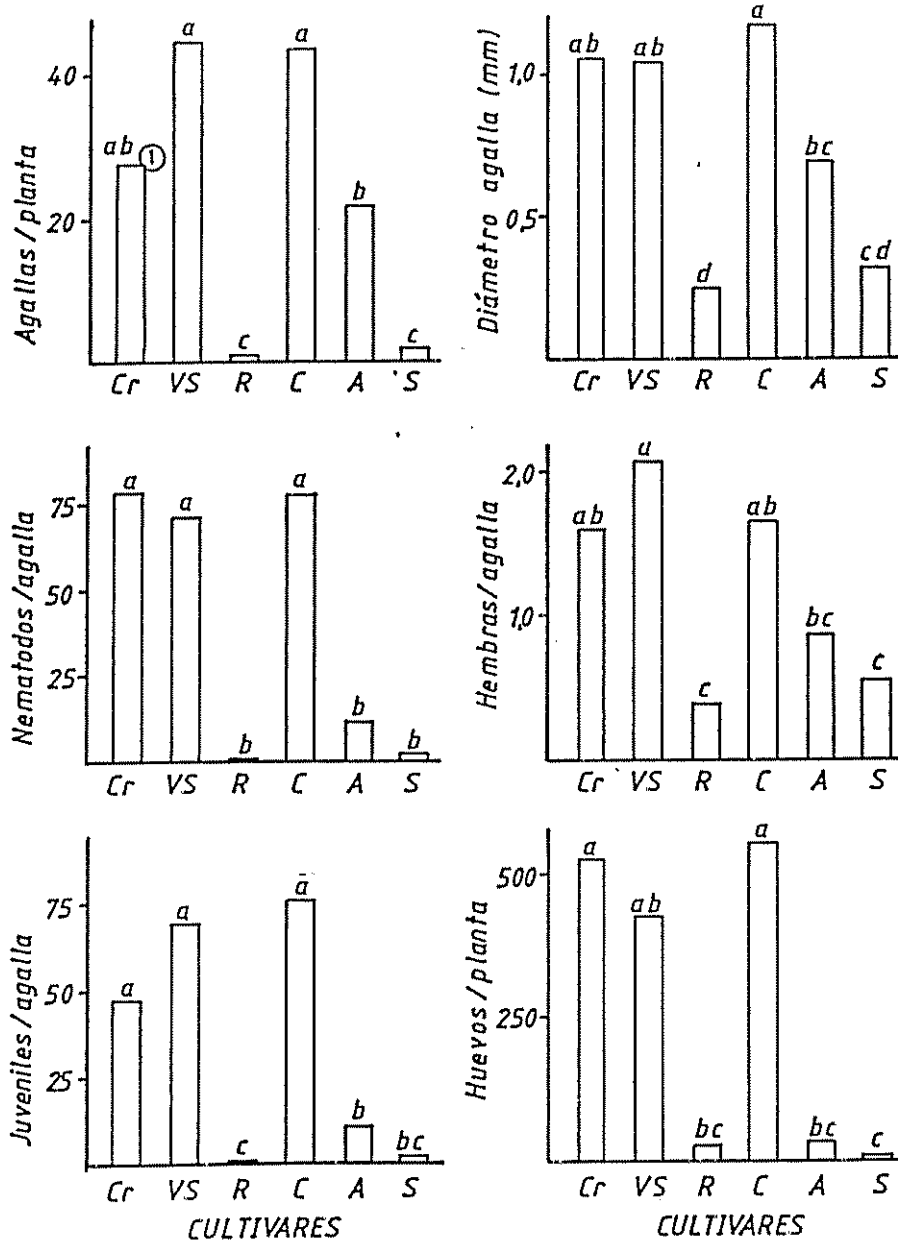 Agallas/planta
40
20
ab ①
a
c
a
b
c
Cr VS R C A S
Diámetro agalla (mm)
1,0
0,5
ab
ab
d
a
bc
cd
Cr VS R C A S
Nematodos/agalla
75
50
25
a
a
b
a
b
b
Cr VS R C A S
Hembras/agalla
2,0
1,0
ab
a
c
ab
bc
c
Cr VS R C A S
Juveniles/agalla
75
50
25
a
a
c
a
b
bc
Cr VS R C A S
CULTIVARES
Huevos/planta
500
250
a
ab
bc
a
bc
c
Cr VS R C A S
CULTIVARES